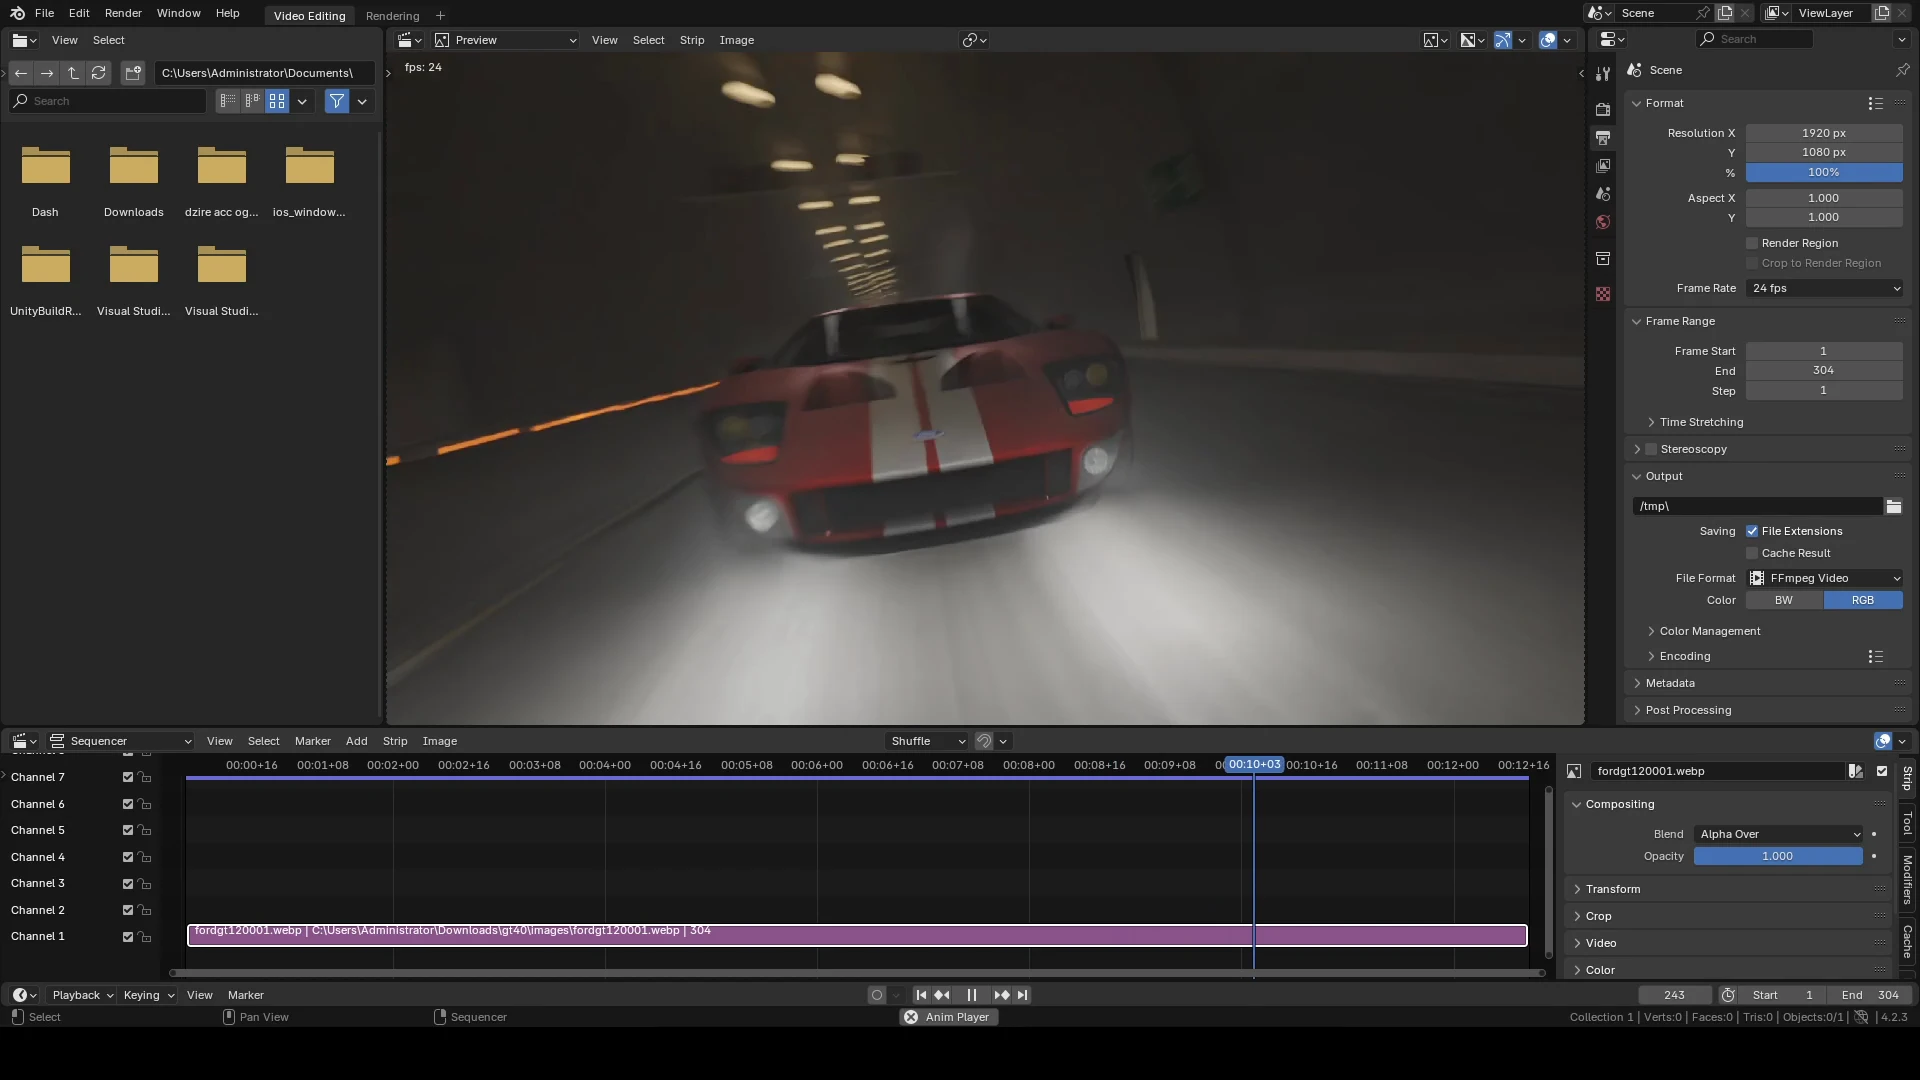 File Edit Render Window Help Video Editing Rendering + Scene ViewLayer
View Select
Preview View Select Strip Image
Search
C:\Users\Administrator\Documents\
fps: 24
Scene
Search
Format
Dash Downloads dzire acc og... ios_window...
UnityBuildR... Visual Studi... Visual Studi...
Resolution X 1920 px
Y 1080 px
% 100%
Aspect X 1.000
Y 1.000
Render Region
Crop to Render Region
Frame Rate 24 fps
Frame Range
Frame Start 1
End 304
Step 1
Time Stretching
Stereoscopy
Output
/tmp\
Saving File Extensions
Cache Result
File Format FFmpeg Video
Color BW RGB
Color Management
Encoding
Metadata
Post Processing
Sequencer View Select Marker Add Strip Image Shuffle
00:00+16 00:01+08 00:02+00 00:02+16 00:03+08 00:04+00 00:04+16 00:05+08 00:06+00 00:06+16 00:07+08 00:08+00 00:08+16 00:09+08 00:10+03 00:10+16 00:11+08 00:12+00 00:12+16
Channel 7
Channel 6
Channel 5
Channel 4
Channel 3
Channel 2
Channel 1
fordgt120001.webp | C:\Users\Administrator\Downloads\gt40\images\fordgt120001.webp | 304
fordgt120001.webp
Compositing
Blend Alpha Over
Opacity 1.000
Transform
Crop
Video
Color
Strip
Tool
Modifiers
Cache
Playback Keying View Marker 243 Start 1 End 304
Select Pan View Sequencer Anim Player Collection 1 | Verts:0 | Faces:0 | Tris:0 | Objects:0/1 | 4.2.3